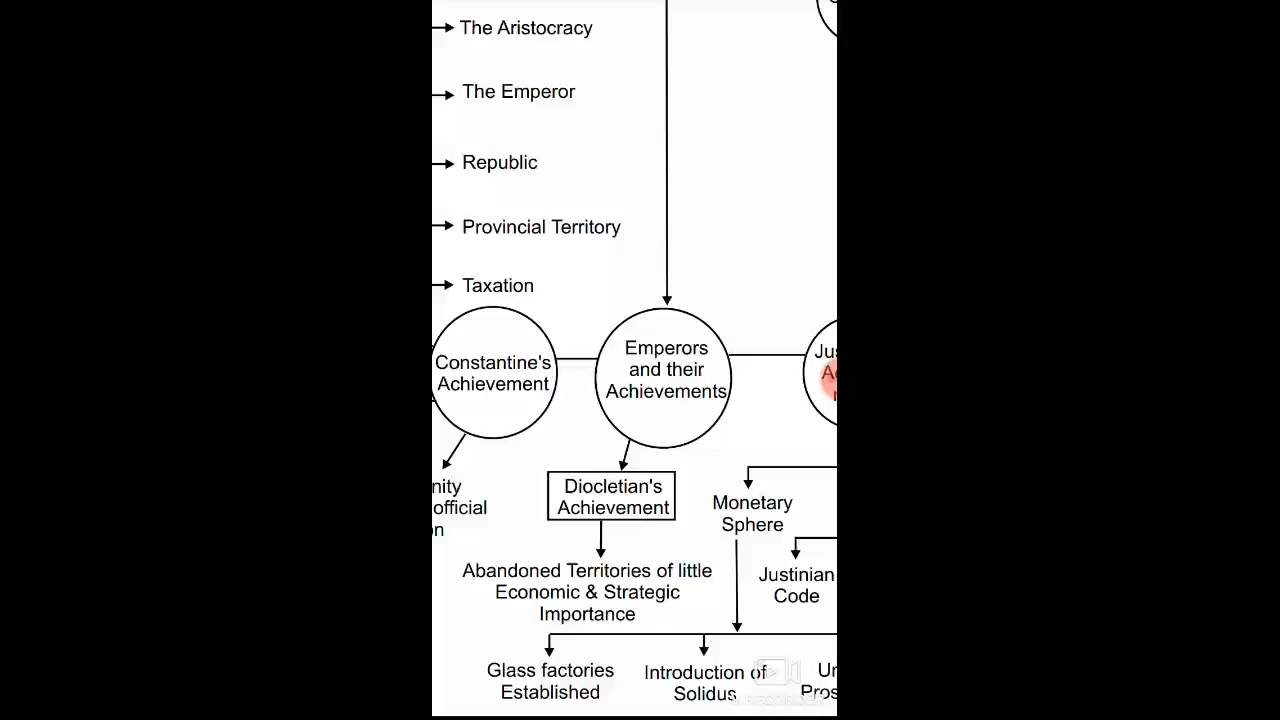 The Aristocracy
The Emperor
Republic
Provincial Territory
Taxation
Constantine's
Achievement
Emperors
and their
Achievements
official
Diocletian's
Achievement
Monetary
Sphere
Abandoned Territories of little
Economic & Strategic
Importance
Justinian
Code
Glass factories
Established
Introduction of
Solidus